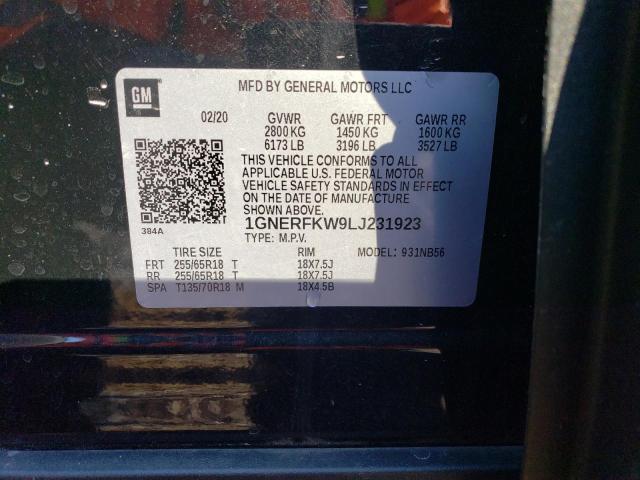 GM
MFD BY GENERAL MOTORS LLC
02/20 GVWR GAWR FRT GAWR RR
2800 KG 1450 KG 1600 KG
6173 LB 3196 LB 3527 LB
THIS VEHICLE CONFORMS TO ALL
APPLICABLE U.S. FEDERAL MOTOR
VEHICLE SAFETY STANDARDS IN EFFECT
ON THE DATE OF MANUFACTURE
SHOWN ABOVE
1GNERFKW9LJ231923
384A
TYPE: M.P.V.
TIRE SIZE RIM MODEL: 931NB56
FRT 255/65R18 T 18X7.5J
RR 255/65R18 T 18X7.5J
SPA T135/70R18 M 18X4.5B